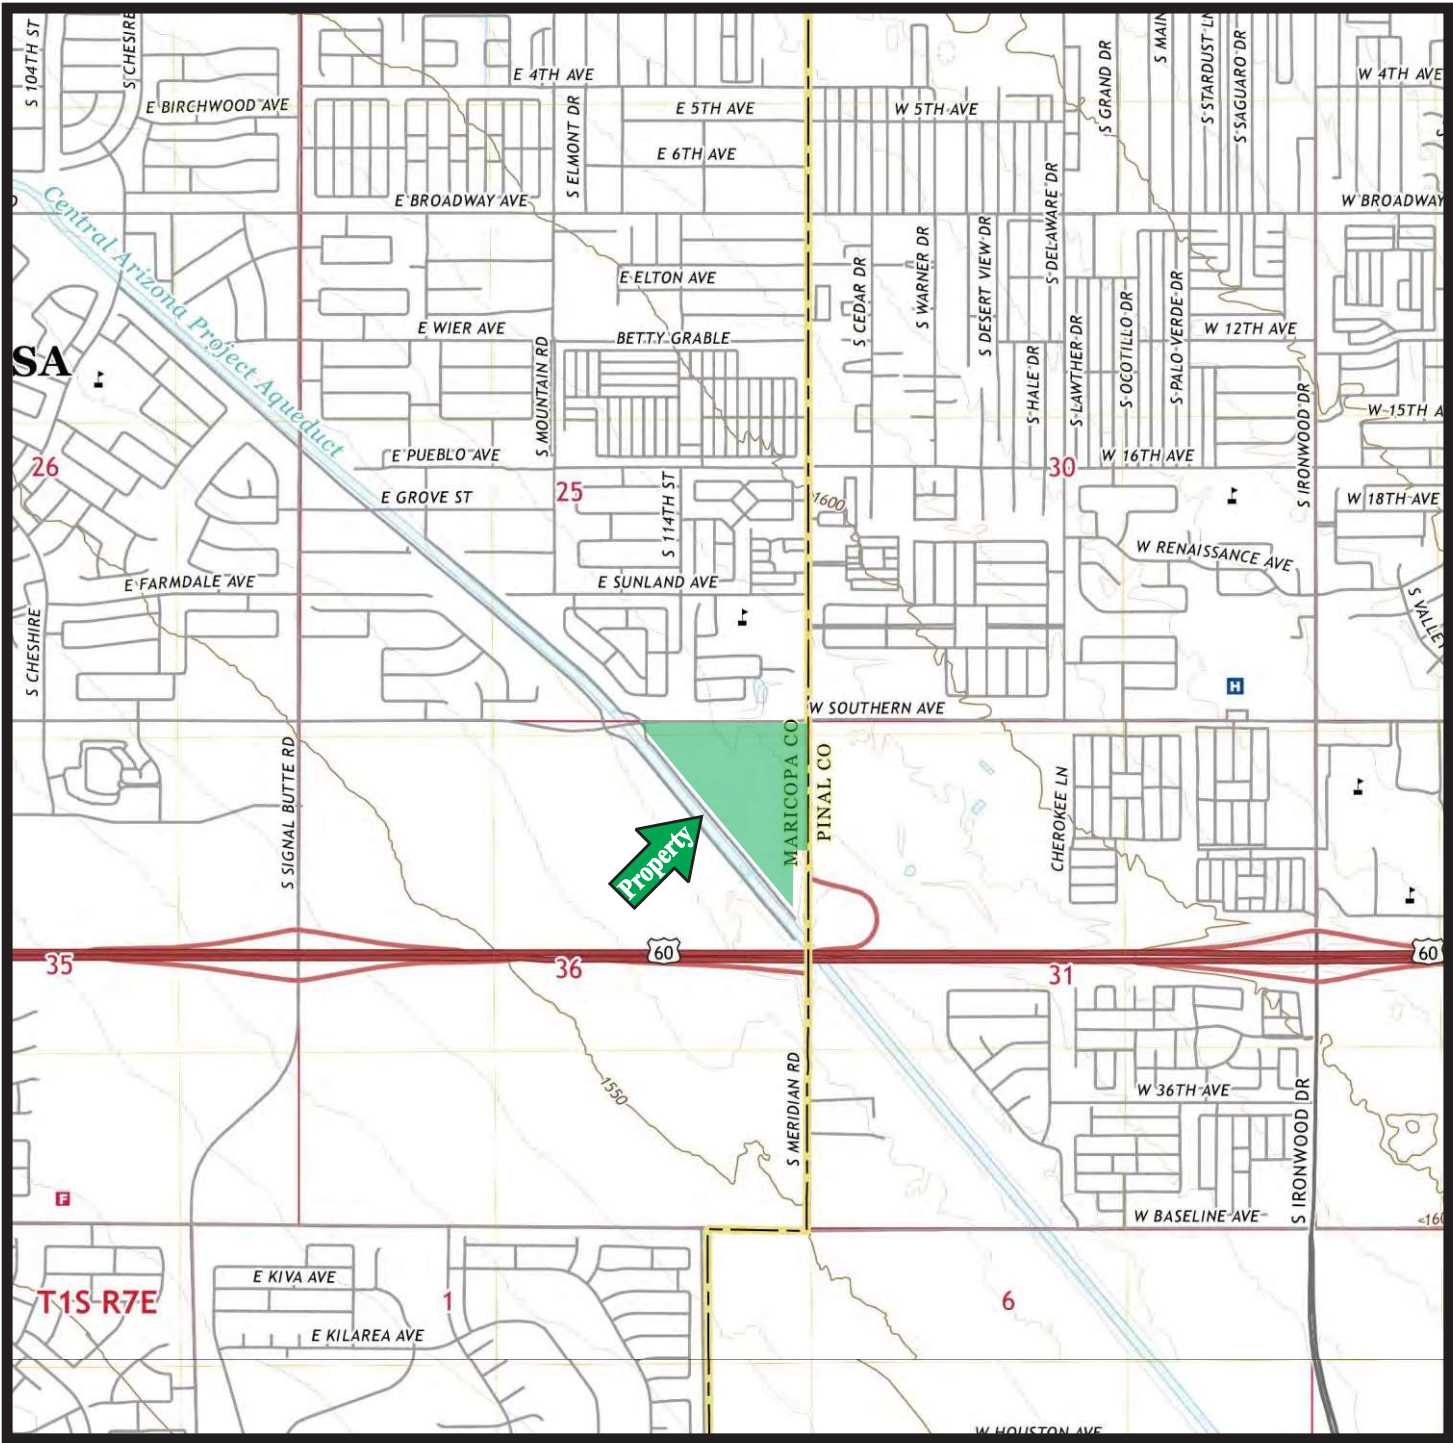 S 104TH ST
S CHESIRE
E BIRCHWOOD AVE
E 4TH AVE
E 5TH AVE
E 6TH AVE
S ELMONT DR
E BROADWAY AVE
W 5TH AVE
S GRAND DR
S MAIN
S STARDUST LN
S SAGUARO DR
W 4TH AVE
W BROADWAY
Central Arizona Project Aqueduct
E ELTON AVE
E WIER AVE
BETTY GRABLE
S MOUNTAIN RD
S CEDAR DR
S WARNER DR
S DESERT VIEW DR
S DELAWARE DR
S HALE DR
S LAWTHER DR
S OCOTILLO DR
S PALO VERDE DR
W 12TH AVE
S IRONWOOD DR
W 15TH A
SA
26
E PUEBLO AVE
E GROVE ST
25
S 114TH ST
1600
30
W 16TH AVE
W 18TH AVE
W RENAISSANCE AVE
E FARMDALE AVE
E SUNLAND AVE
S CHESHIRE
S VALLEY
H
W SOUTHERN AVE
S SIGNAL BUTTE RD
MARICOPA CO
PINAL CO
CHEROKEE LN
Property
35
36
60
31
60
1550
S MERIDIAN RD
W 36TH AVE
S IRONWOOD DR
F
W BASELINE AVE
T1S R7E
E KIVA AVE
1
6
E KILAREA AVE
W HOUSTON AVE